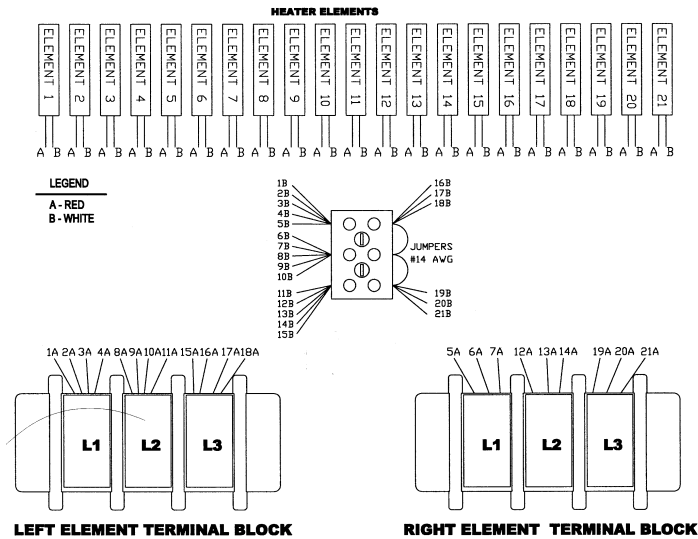 HEATER ELEMENTS
ELEMENT 1
ELEMENT 2
ELEMENT 3
ELEMENT 4
ELEMENT 5
ELEMENT 6
ELEMENT 7
ELEMENT 8
ELEMENT 9
ELEMENT 10
ELEMENT 11
ELEMENT 12
ELEMENT 13
ELEMENT 14
ELEMENT 15
ELEMENT 16
ELEMENT 17
ELEMENT 18
ELEMENT 19
ELEMENT 20
ELEMENT 21
A B A B A B A B A B A B A B A B A B A B A B A B A B A B A B A B A B A B A B A B A B
LEGEND
A - RED
B - WHITE
1B
2B
3B
4B
5B
6B
7B
8B
9B
10B
11B
12B
13B
14B
15B
16B
17B
18B
JUMPERS
#14 AWG
19B
20B
21B
1A 2A 3A 4A 8A 9A 10A 11A 15A 16A 17A 18A
L1 L2 L3
LEFT ELEMENT TERMINAL BLOCK
5A 6A 7A 12A 13A 14A 19A 20A 21A
L1 L2 L3
RIGHT ELEMENT TERMINAL BLOCK